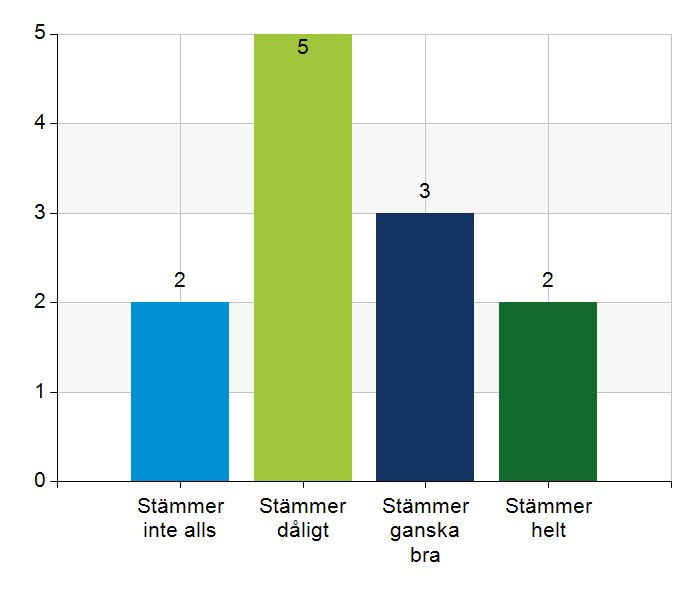 5
5
4
3
3
2
2
2
1
0
Stämmer
inte alls
Stämmer
dåligt
Stämmer
ganska
bra
Stämmer
helt